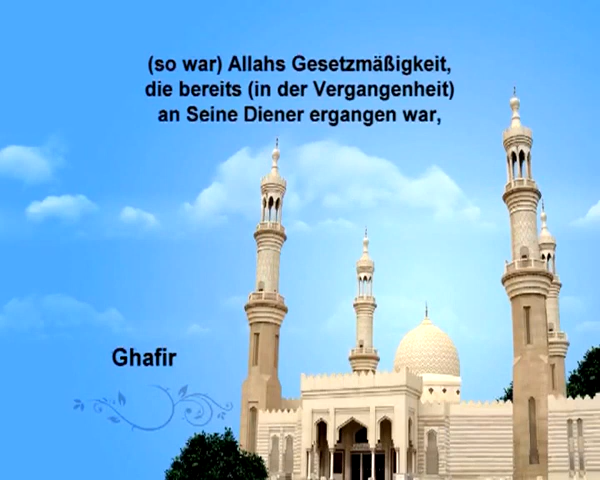 (so war) Allahs Gesetzmäßigkeit,
die bereits (in der Vergangenheit)
an Seine Diener ergangen war,
Ghafir